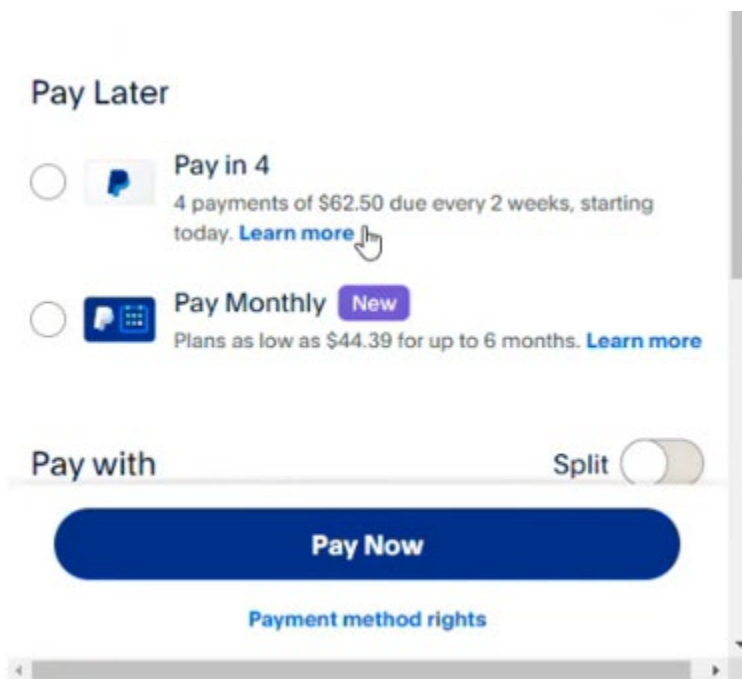 Pay Later
Pay in 4
4 payments of $62.50 due every 2 weeks, starting
today. Learn more
Pay Monthly New
Plans as low as $44.39 for up to 6 months. Learn more
Pay with Split
Pay Now
Payment method rights